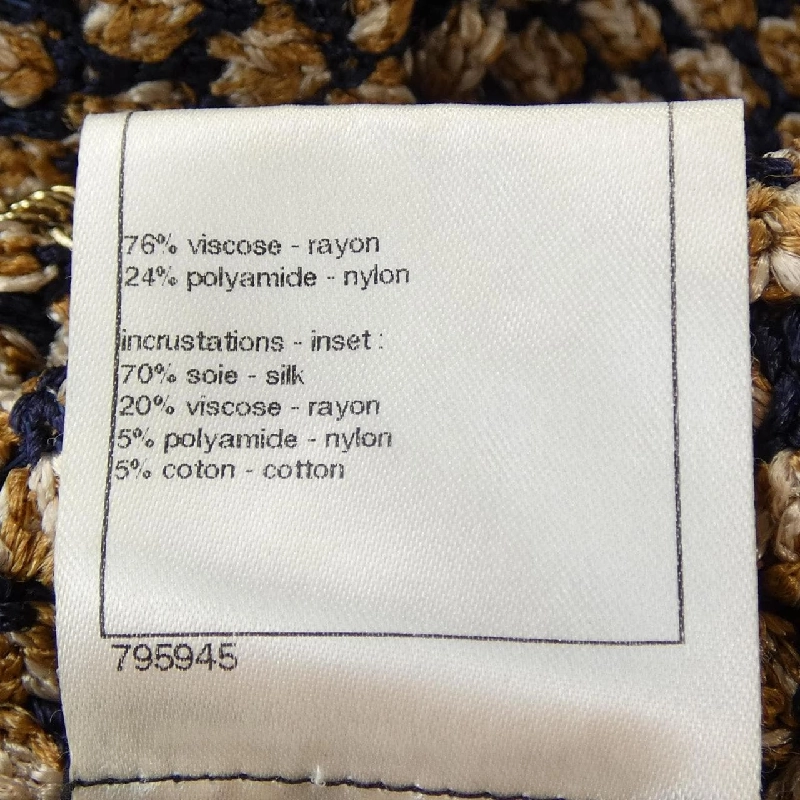 76% viscose - rayon
24% polyamide - nylon
incrustations - inset :
70% soie - silk
20% viscose - rayon
5% polyamide - nylon
5% coton - cotton
795945